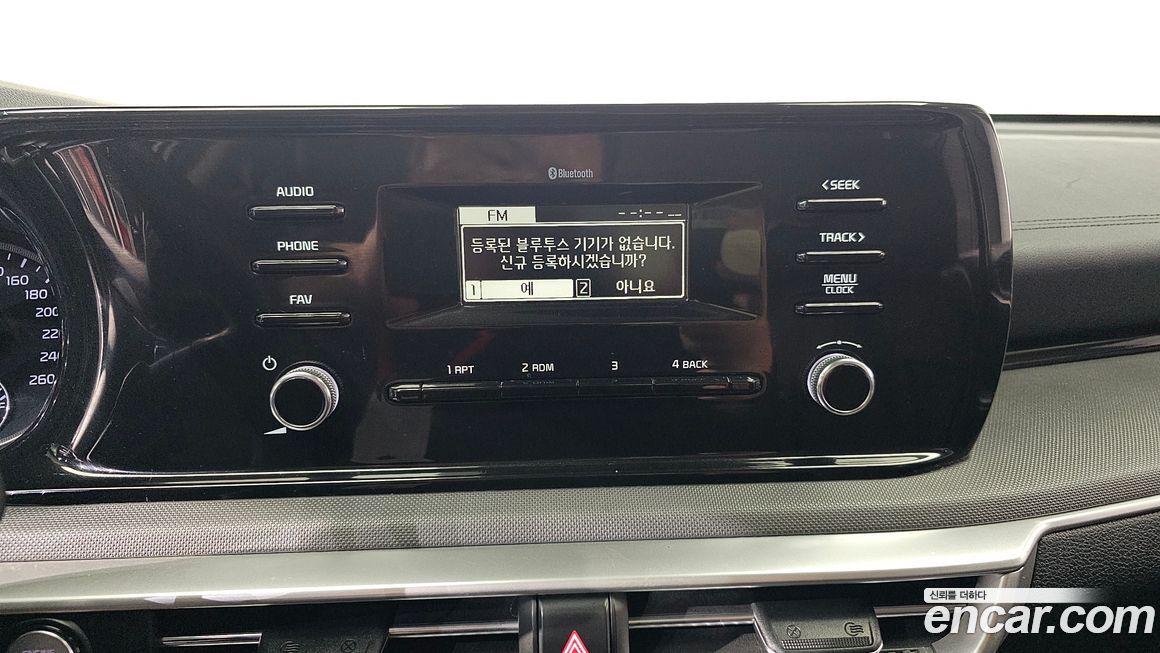 Bluetooth
AUDIO
PHONE
FAV
FM --:-- --
등록된 블루투스 기기가 없습니다.
신규 등록하시겠습니까?
1 예 2 아니요
<SEEK
TRACK>
MENU
CLOCK
1 RPT 2 RDM 3 4 BACK
160
180
200
240
260
신뢰를 더하다
encar.com